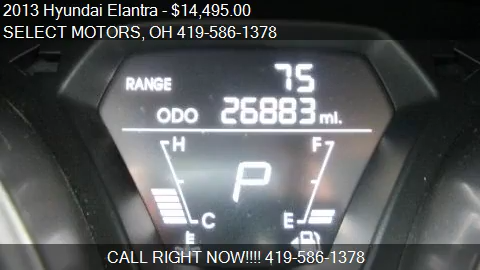 2013 Hyundai Elantra - $14,495.00
SELECT MOTORS, OH 419-586-1378
RANGE 75
ODO 26883 mi.
H F
P
C E
CALL RIGHT NOW!!!! 419-586-1378